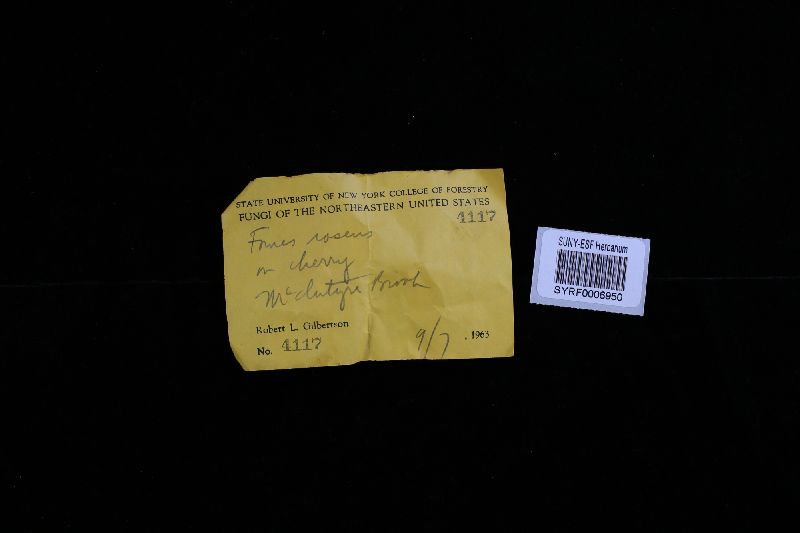 STATE UNIVERSITY OF NEW YORK COLLEGE OF FORESTRY
FUNGI OF THE NORTHEASTERN UNITED STATES
4117
Fomes roseus
on cherry
McIntyre Brook
Robert L. Gilbertson
No. 4117
9/7 , 1963
SUNY-ESF Herbarium
SYRF0006950